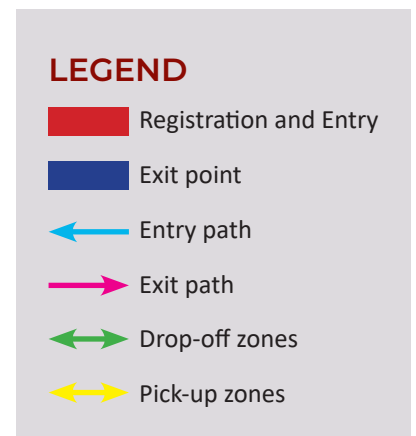 LEGEND
Registration and Entry
Exit point
Entry path
Exit path
Drop-off zones
Pick-up zones